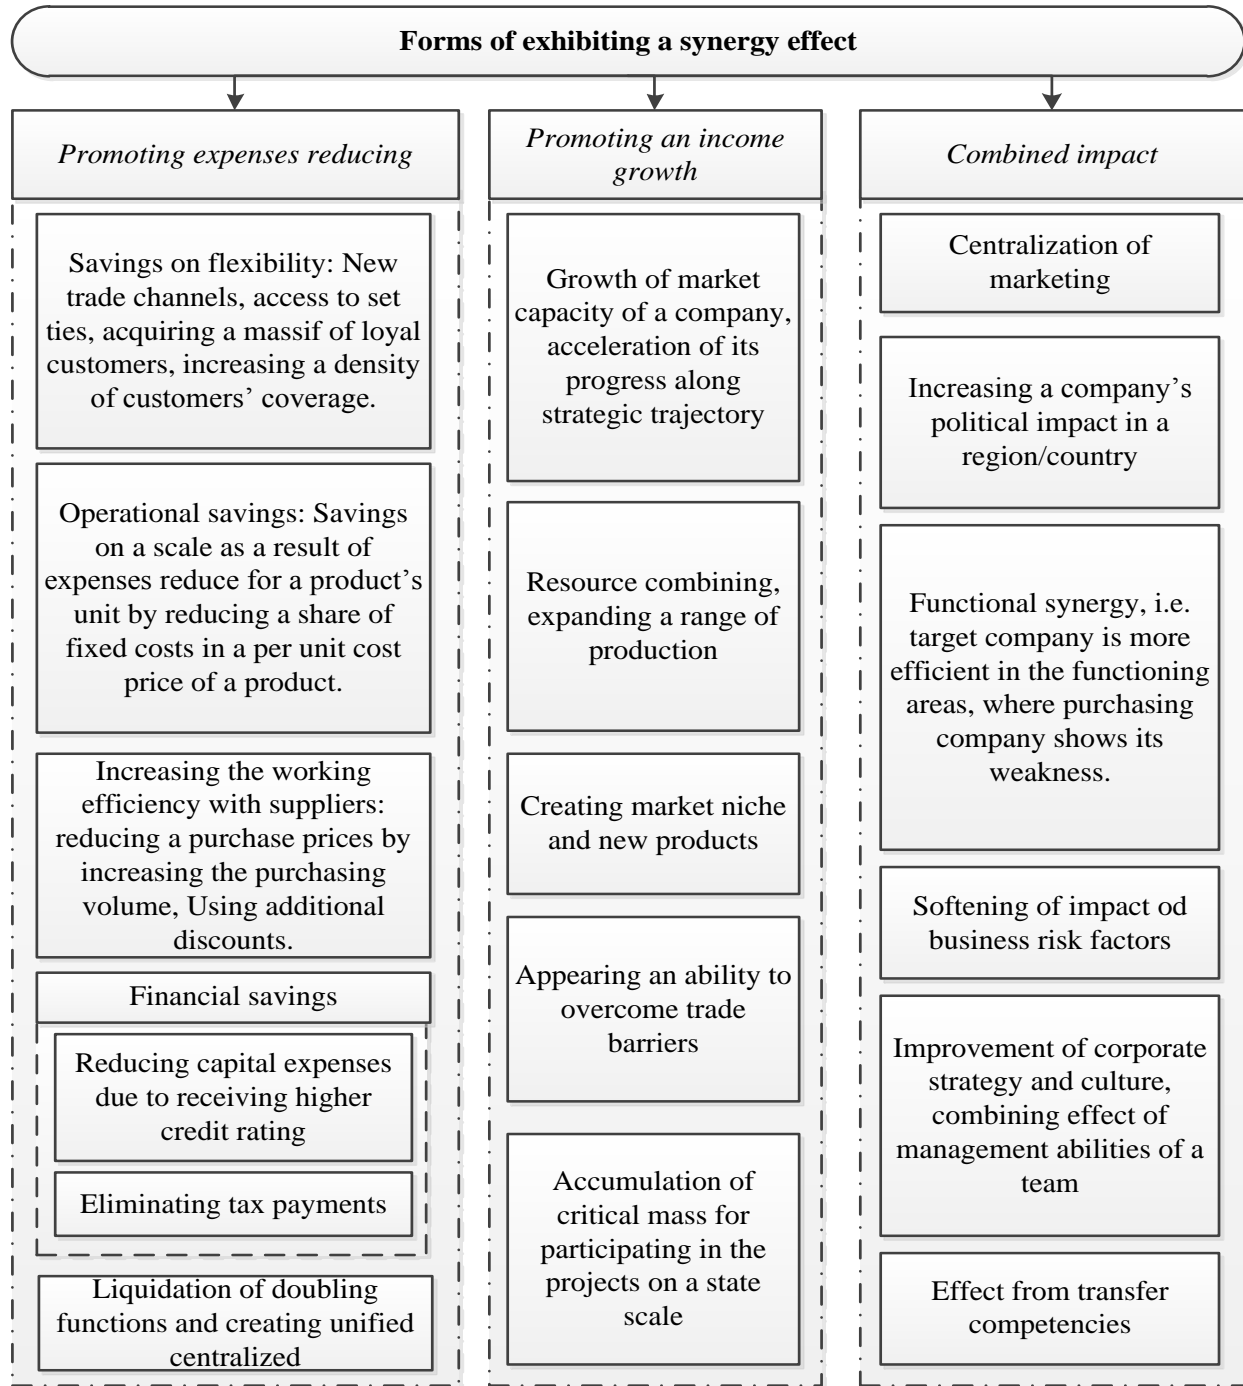 Forms of exhibiting a synergy effect
Promoting expenses reducing
Savings on flexibility: New
trade channels, access to set
ties, acquiring a massif of loyal
customers, increasing a density
of customers’ coverage.
Operational savings: Savings
on a scale as a result of
expenses reduce for a product’s
unit by reducing a share of
fixed costs in a per unit cost
price of a product.
Increasing the working
efficiency with suppliers:
reducing a purchase prices by
increasing the purchasing
volume, Using additional
discounts.
Financial savings
Reducing capital expenses
due to receiving higher
credit rating
Eliminating tax payments
Liquidation of doubling
functions and creating unified
centralized
Promoting an income
growth
Growth of market
capacity of a company,
acceleration of its
progress along
strategic trajectory
Resource combining,
expanding a range of
production
Creating market niche
and new products
Appearing an ability to
overcome trade
barriers
Accumulation of
critical mass for
participating in the
projects on a state
scale
Combined impact
Centralization of
marketing
Increasing a company’s
political impact in a
region/country
Functional synergy, i.e.
target company is more
efficient in the functioning
areas, where purchasing
company shows its
weakness.
Softening of impact od
business risk factors
Improvement of corporate
strategy and culture,
combining effect of
management abilities of a
team
Effect from transfer
competencies